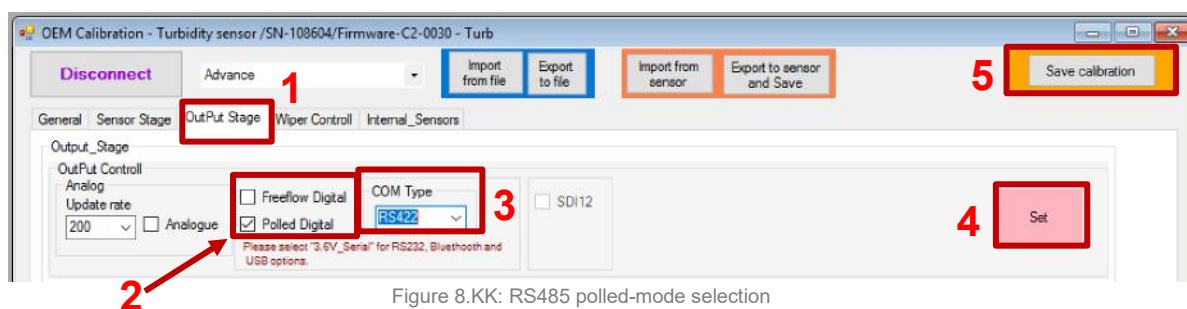 OEM Calibration - Turbidity sensor /SN-108604/Firmware-C2-0030 - Turb
Disconnect
Advance
1
Import from file
Export to file
Import from sensor
Export to sensor and Save
5
Save calibration
General
Sensor Stage
OutPut Stage
Wiper Controll
Internal_Sensors
Output_Stage
OutPut Controll
Analog
Update rate
200
Analogue
Freeflow Digital
Polled Digital
COM Type
RS422
3
SDI12
4
Set
Please select "3.6V_Serial" for RS232, Bluethooth and
USB options.
2
Figure 8.KK: RS485 polled-mode selection